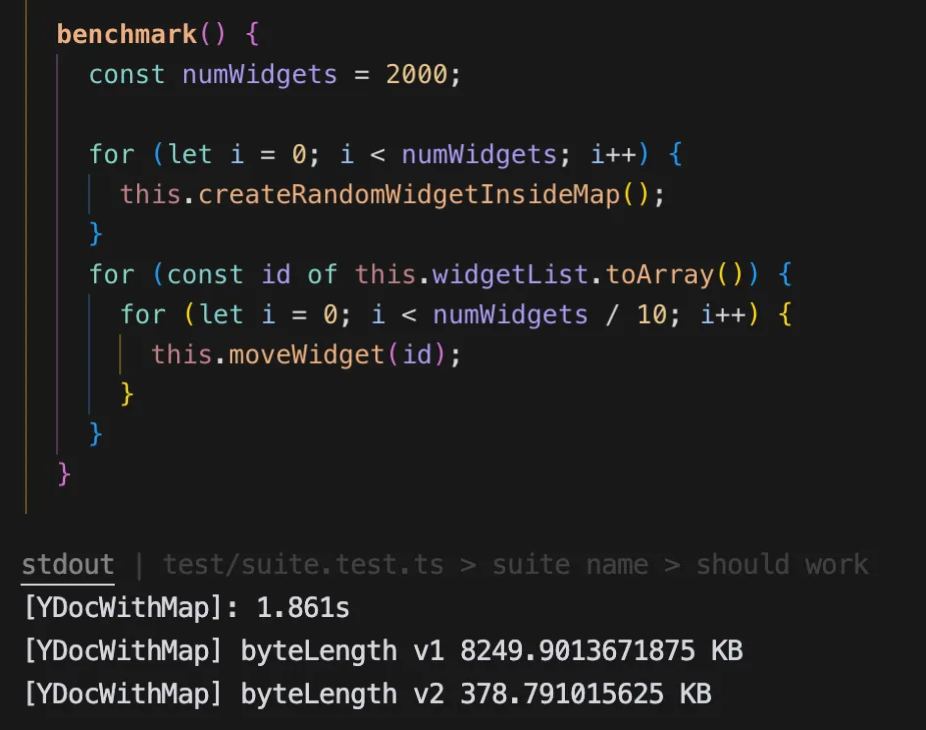 benchmark() {
const numWidgets = 2000;
for (let i = 0; i < numWidgets; i++) {
this.createRandomWidgetInsideMap();
}
for (const id of this.widgetList.toArray()) {
for (let i = 0; i < numWidgets / 10; i++) {
this.moveWidget(id);
}
}
}
stdout | test/suite.test.ts > suite name > should work
[YDocWithMap]: 1.861s
[YDocWithMap] byteLength v1 8249.9013671875 KB
[YDocWithMap] byteLength v2 378.791015625 KB